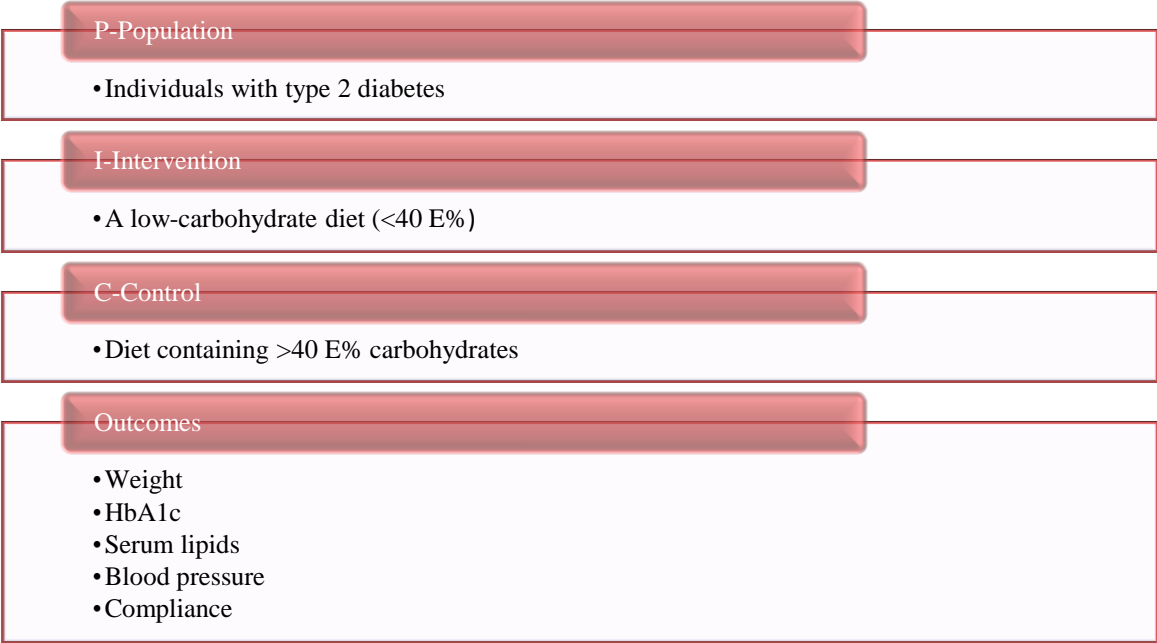 P-Population
•Individuals with type 2 diabetes
I-Intervention
•A low-carbohydrate diet (<40 E%)
C-Control
•Diet containing >40 E% carbohydrates
Outcomes
•Weight
•HbA1c
•Serum lipids
•Blood pressure
•Compliance